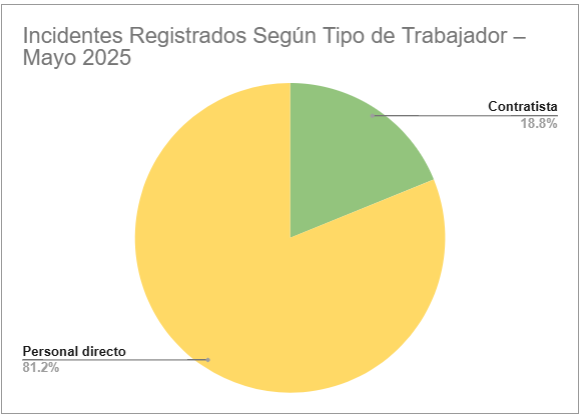 Incidentes Registrados Según Tipo de Trabajador –
Mayo 2025
Contratista
18.8%
Personal directo
81.2%